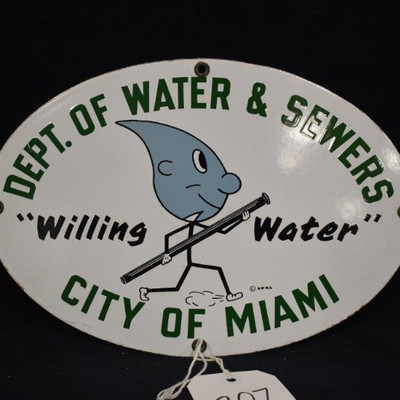 DEPT. OF WATER & SEWERS
"Willing Water"
CITY OF MIAMI